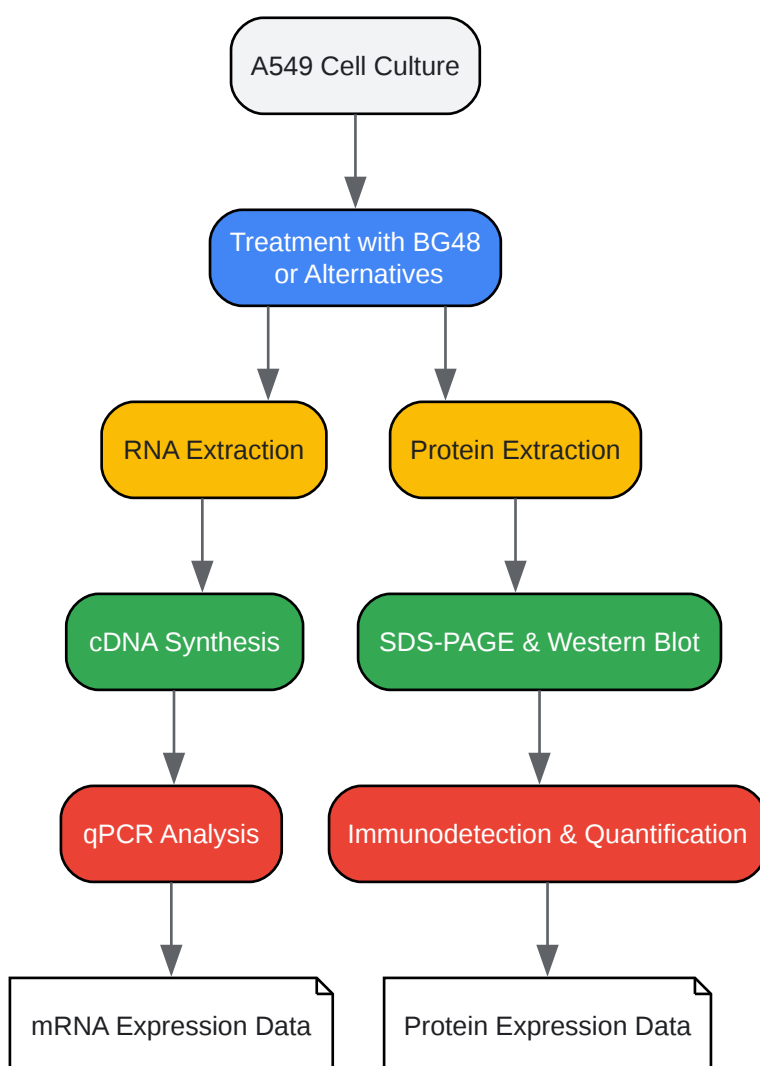 A549 Cell Culture
Treatment with BG48
or Alternatives
RNA Extraction
Protein Extraction
cDNA Synthesis
SDS-PAGE & Western Blot
qPCR Analysis
Immunodetection & Quantification
mRNA Expression Data
Protein Expression Data